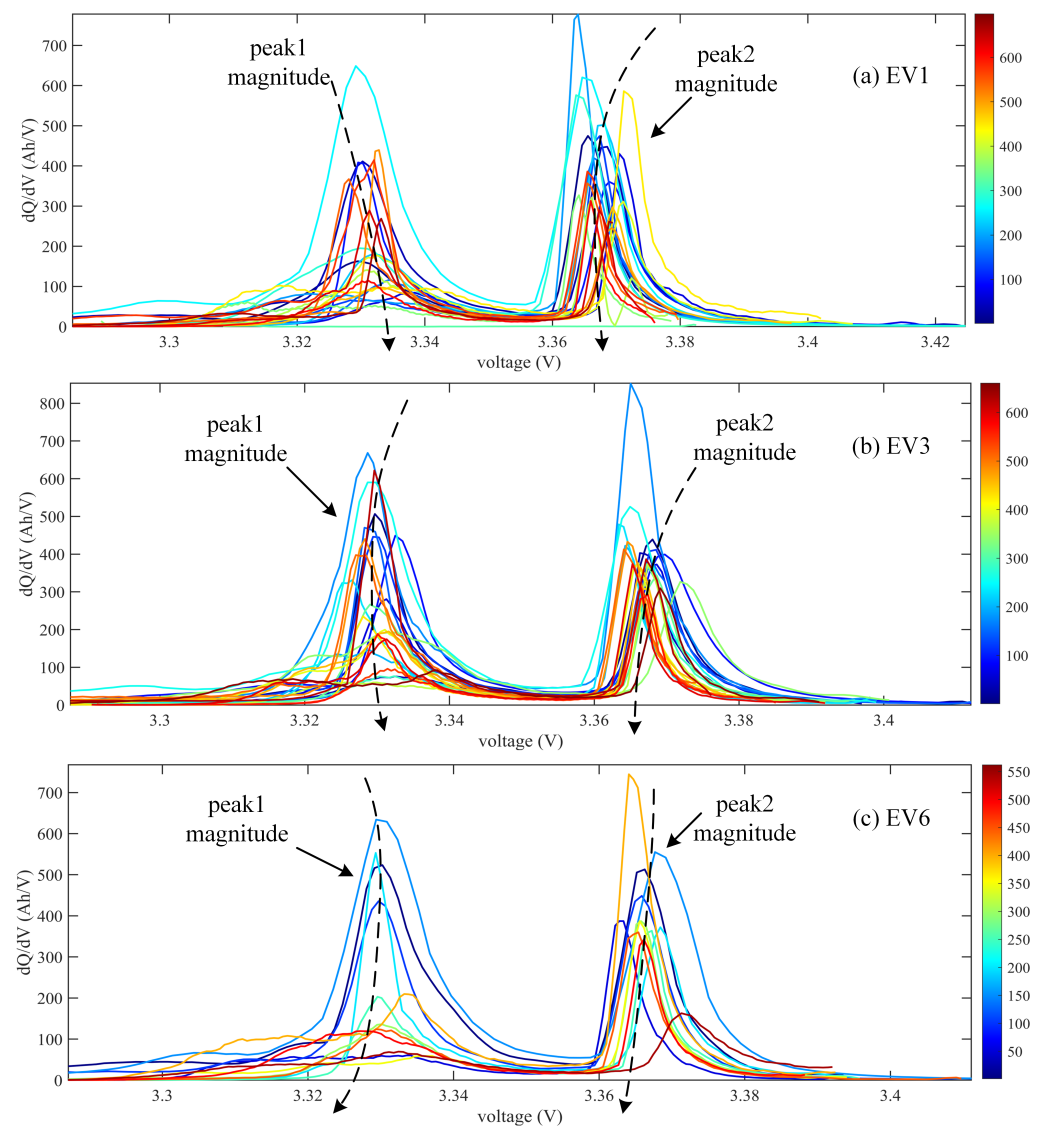 peak1
magnitude
peak2
magnitude
(a) EV1
dQ/dV (Ah/V)
700
600
500
400
300
200
100
0
3.3 3.32 3.34 3.36 3.38 3.4 3.42
voltage (V)
600
500
400
300
200
100
peak1
magnitude
peak2
magnitude
(b) EV3
dQ/dV (Ah/V)
800
700
600
500
400
300
200
100
0
3.3 3.32 3.34 3.36 3.38 3.4
voltage (V)
600
500
400
300
200
100
peak1
magnitude
peak2
magnitude
(c) EV6
dQ/dV (Ah/V)
700
600
500
400
300
200
100
0
3.3 3.32 3.34 3.36 3.38 3.4
voltage (V)
550
500
450
400
350
300
250
200
150
100
50